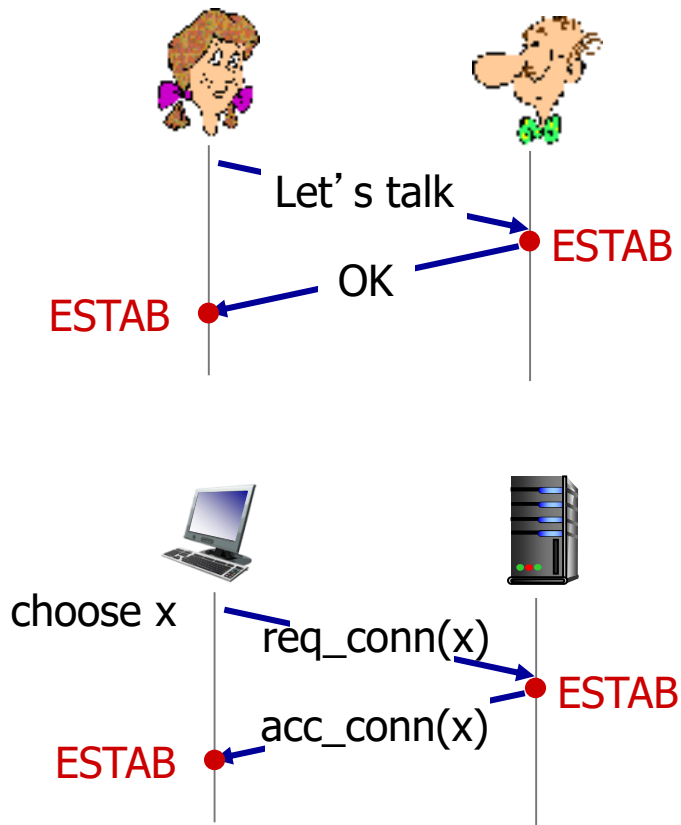 Let’s talk
ESTAB
OK
ESTAB
choose x
req_conn(x)
ESTAB
acc_conn(x)
ESTAB